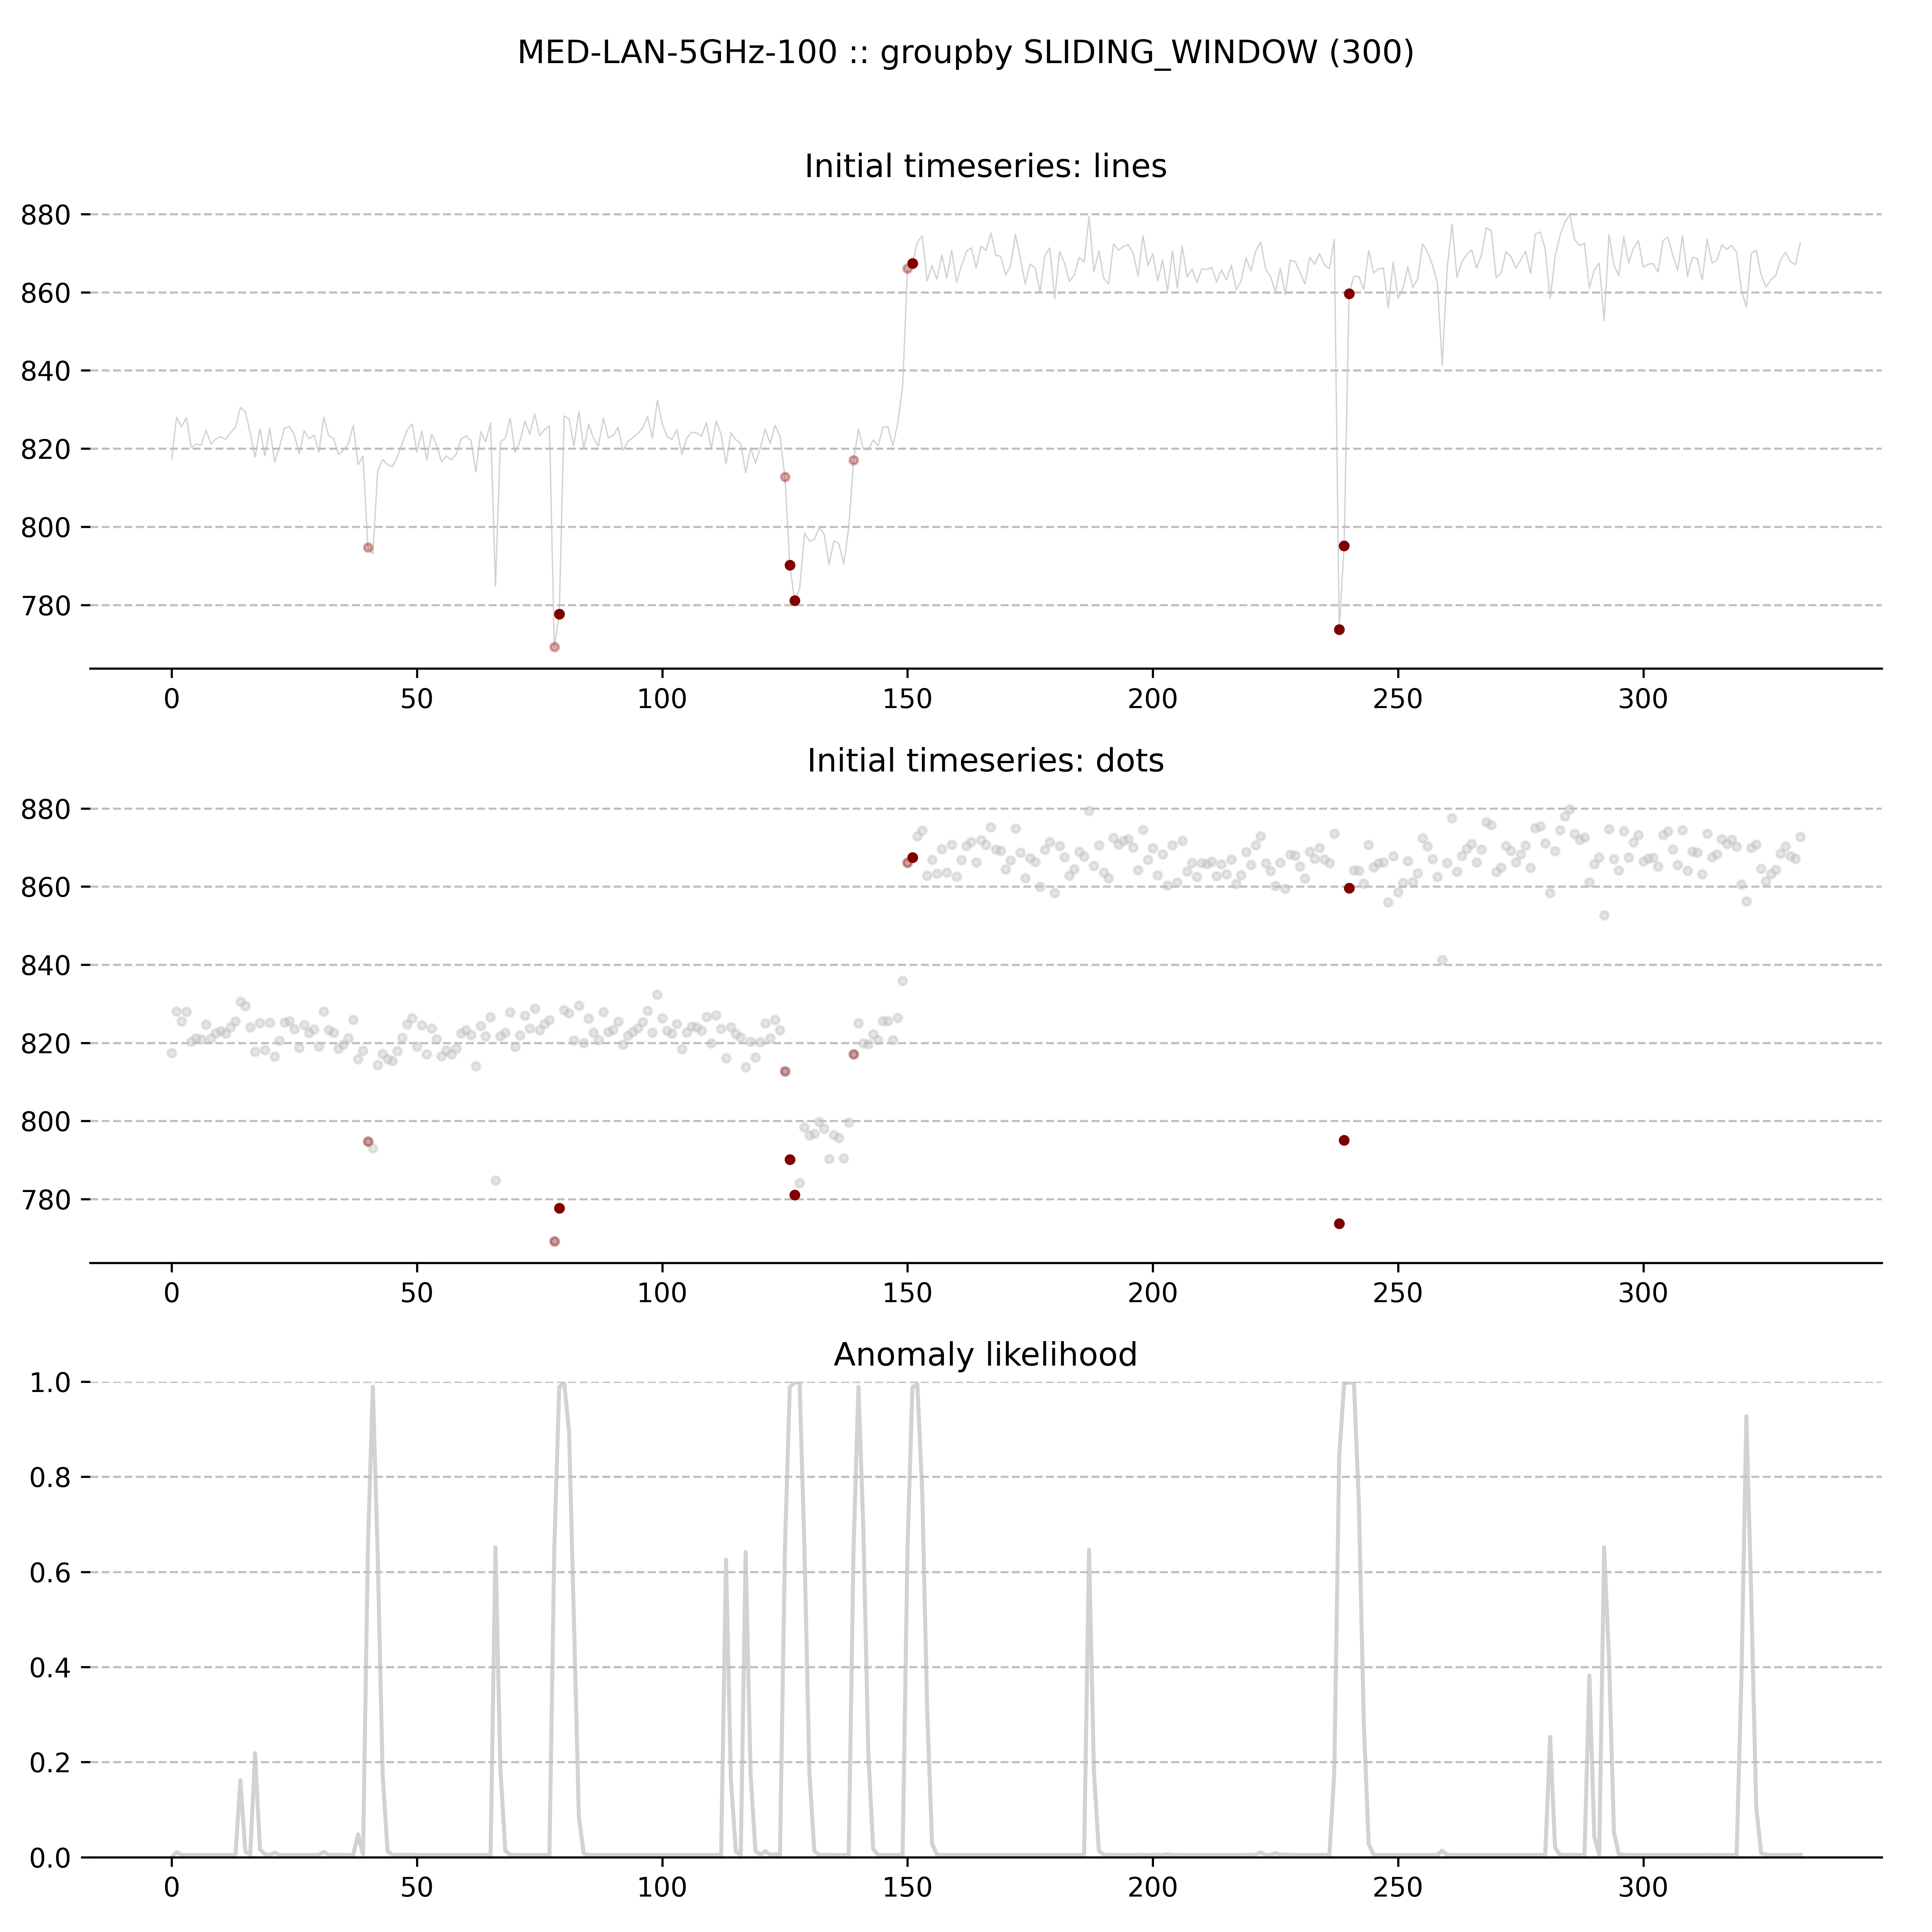 MED-LAN-5GHz-100 :: groupby SLIDING_WINDOW (300)
Initial timeseries: lines
880
860
840
820
800
780
0 50 100 150 200 250 300
Initial timeseries: dots
880
860
840
820
800
780
0 50 100 150 200 250 300
Anomaly likelihood
1.0
0.8
0.6
0.4
0.2
0.0
0 50 100 150 200 250 300